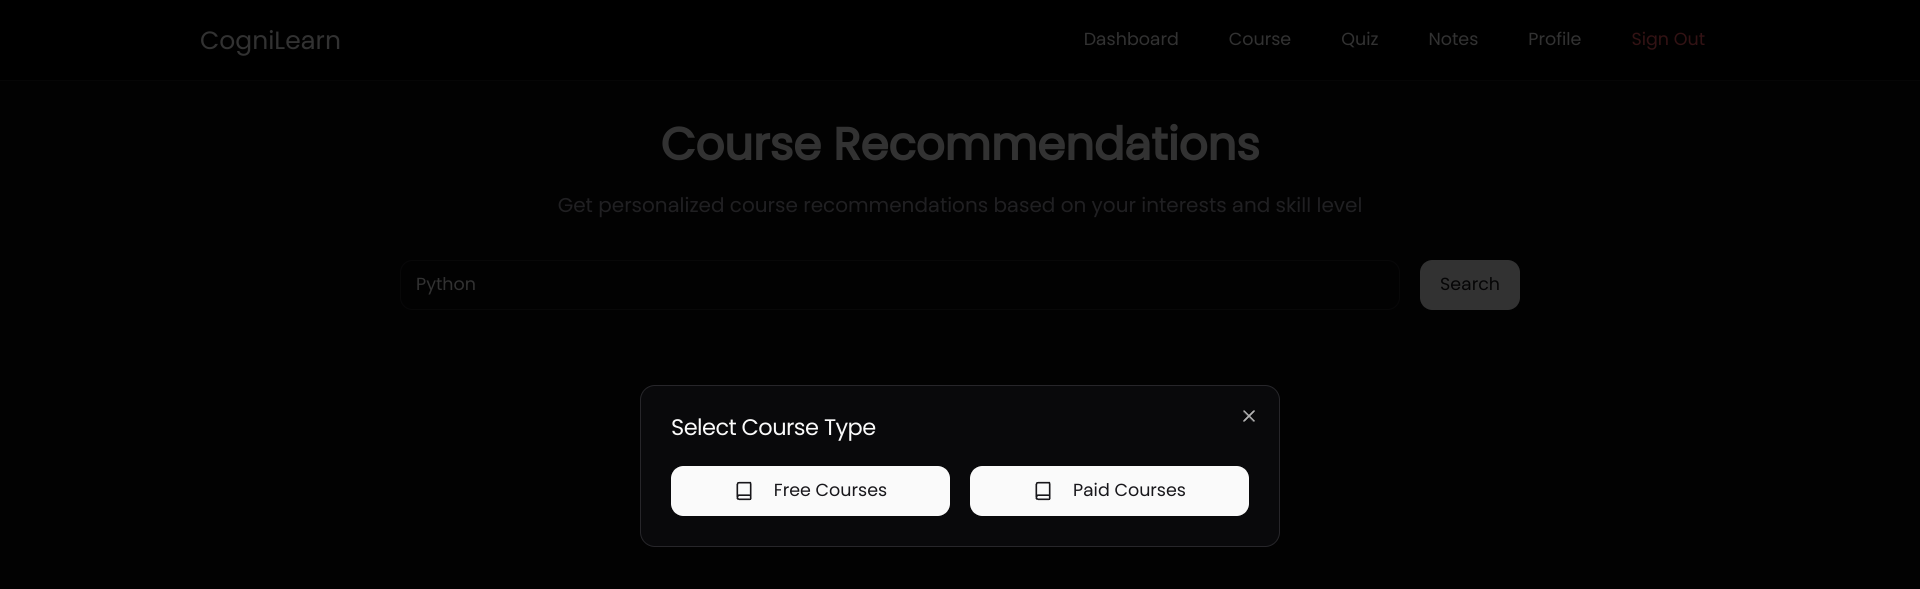 CogniLearn
Dashboard Course Quiz Notes Profile Sign Out
Course Recommendations
Get personalized course recommendations based on your interests and skill level
Python Search
Select Course Type
Free Courses Paid Courses